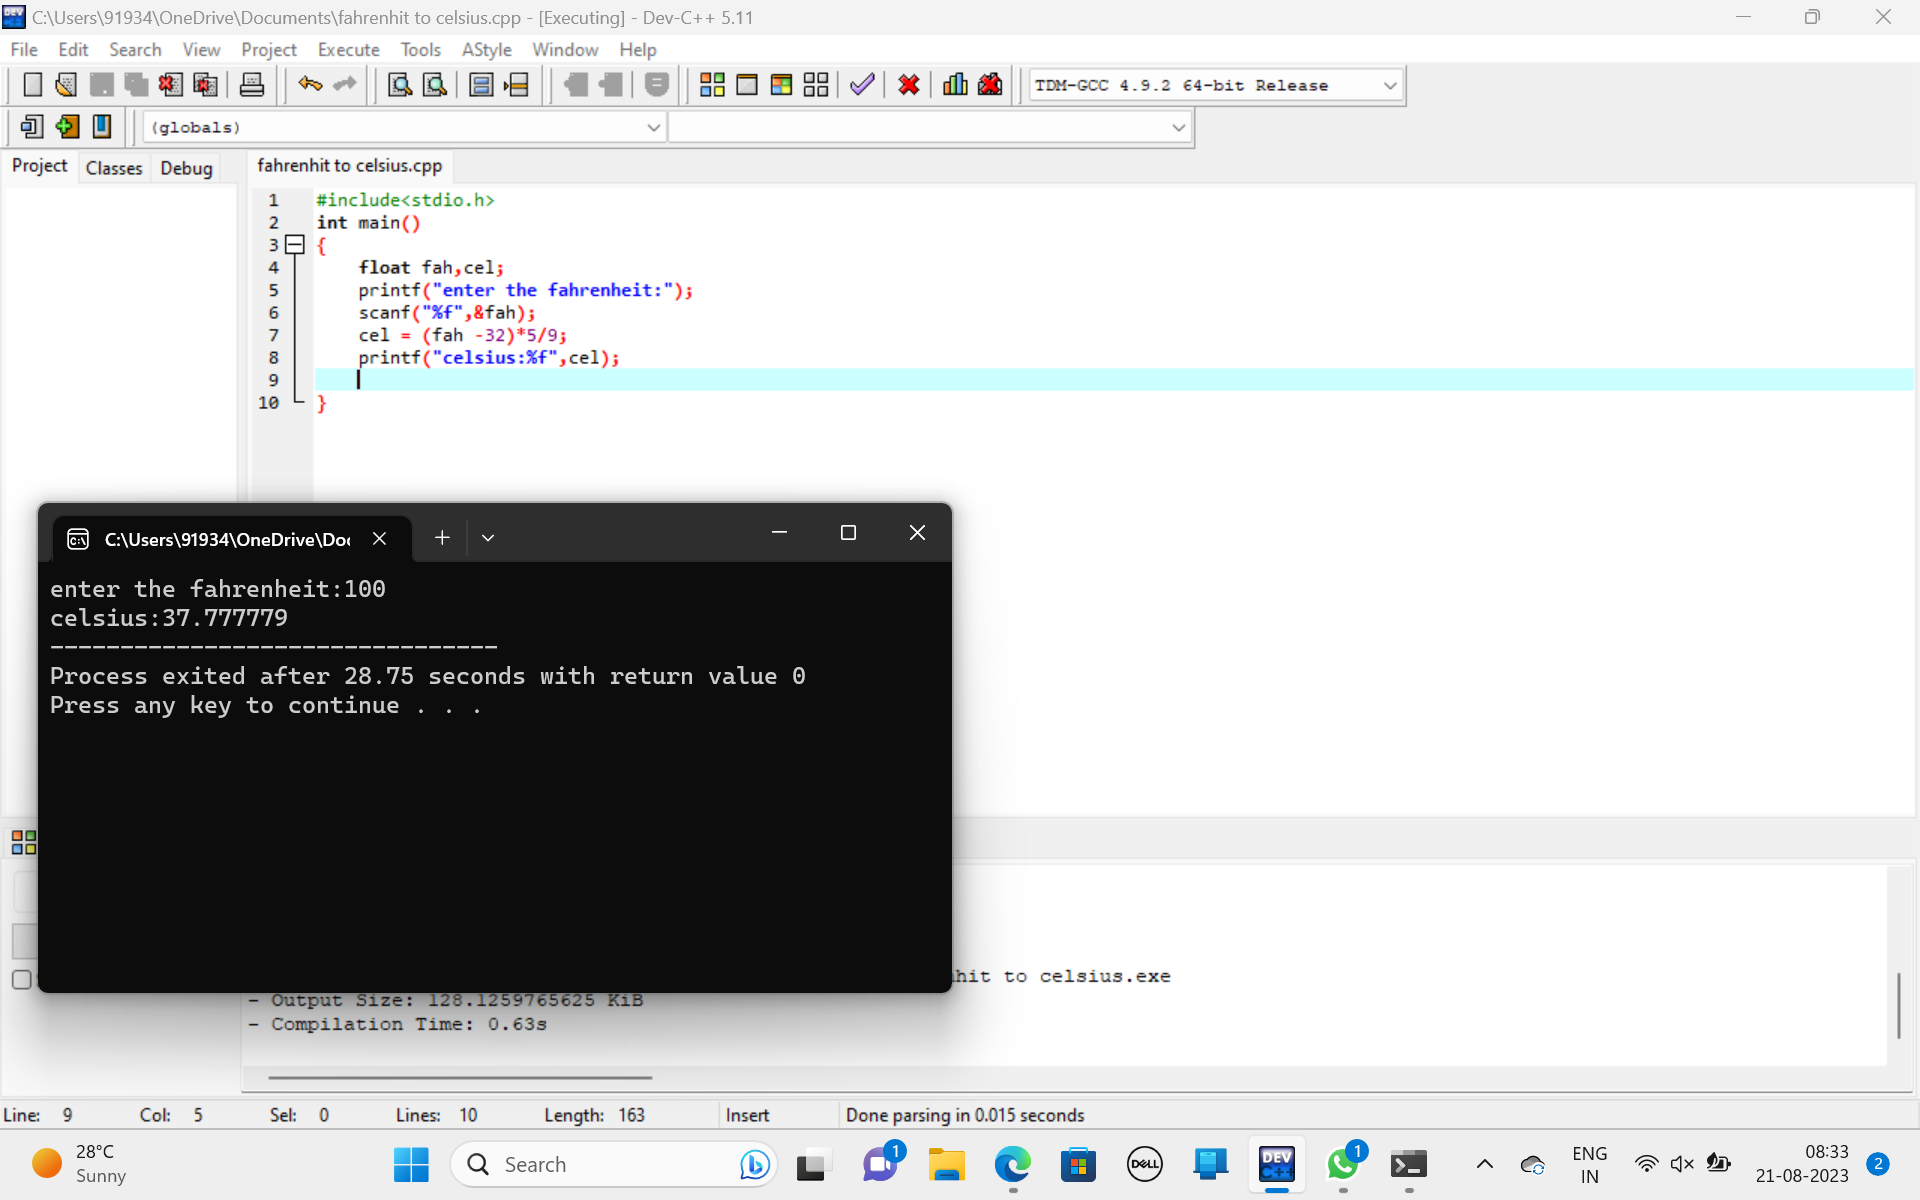 C:\Users\91934\OneDrive\Documents\fahrenhit to celsius.cpp - [Executing] - Dev-C++ 5.11
File Edit Search View Project Execute Tools AStyle Window Help
TDM-GCC 4.9.2 64-bit Release
(globals)
Project Classes Debug
fahrenhit to celsius.cpp
1 #include<stdio.h>
2 int main()
3 {
4 float fah,cel;
5 printf("enter the fahrenheit:");
6 scanf("%f",&fah);
7 cel = (fah -32)*5/9;
8 printf("celsius:%f",cel);
9
10 }
C:\Users\91934\OneDrive\Do
enter the fahrenheit:100
celsius:37.777779
--------------------------------
Process exited after 28.75 seconds with return value 0
Press any key to continue . . .
hit to celsius.exe
- Output Size: 128.1259765625 KiB
- Compilation Time: 0.63s
Line: 9 Col: 5 Sel: 0 Lines: 10 Length: 163 Insert Done parsing in 0.015 seconds
28°C
Sunny
Search
1
DELL
DEV
C++
1
ENG
IN
08:33
21-08-2023
2